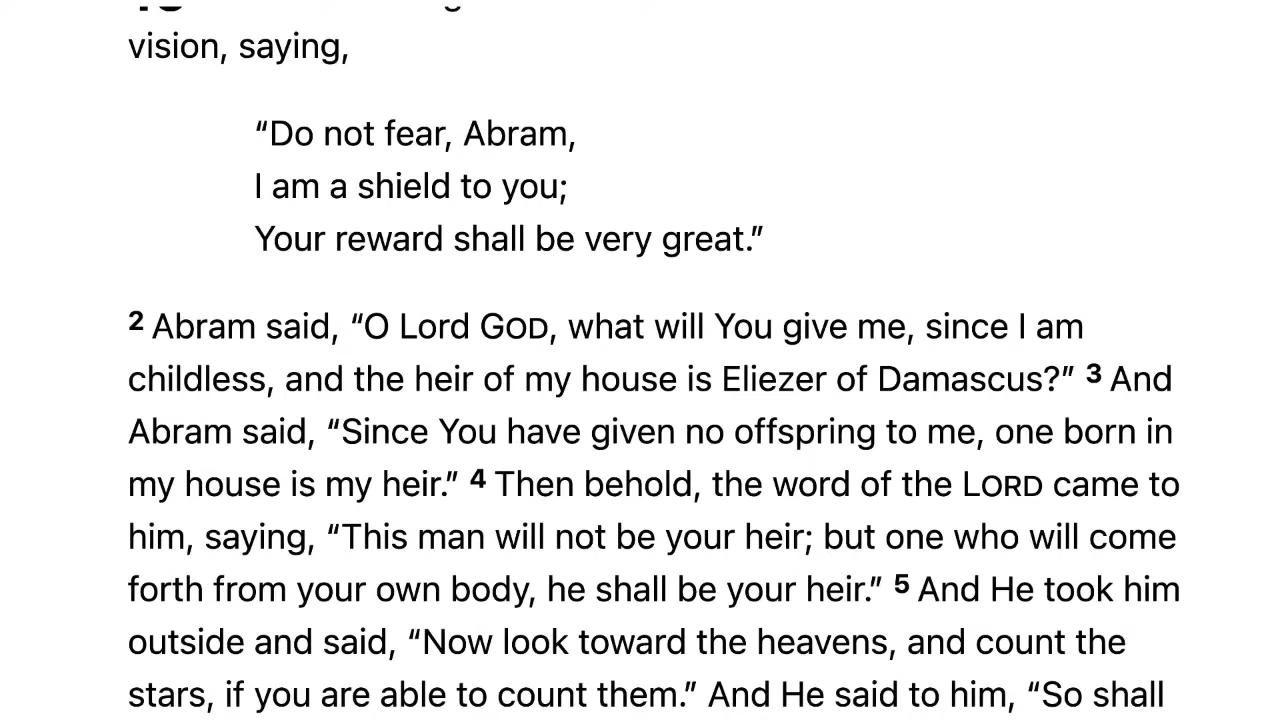 vision, saying,
“Do not fear, Abram,
I am a shield to you;
Your reward shall be very great.”
2 Abram said, “O Lord GOD, what will You give me, since I am
childless, and the heir of my house is Eliezer of Damascus?” 3 And
Abram said, “Since You have given no offspring to me, one born in
my house is my heir.” 4 Then behold, the word of the LORD came to
him, saying, “This man will not be your heir; but one who will come
forth from your own body, he shall be your heir.” 5 And He took him
outside and said, “Now look toward the heavens, and count the
stars, if you are able to count them.” And He said to him, “So shall